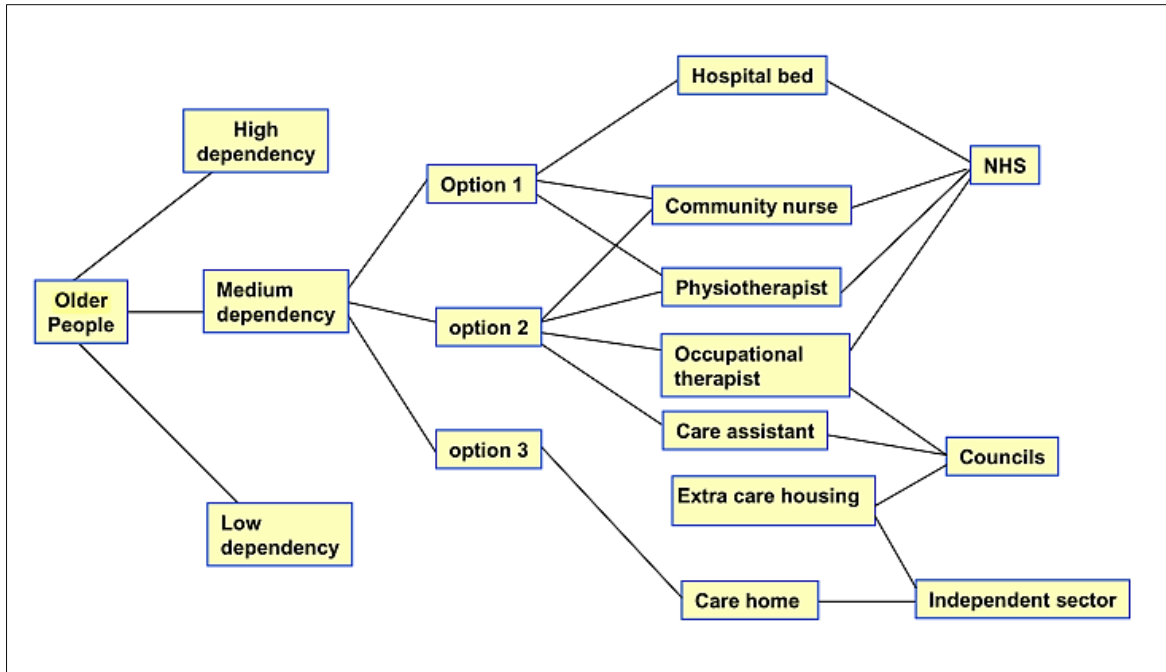 Older
People
High
dependency
Medium
dependency
Low
dependency
Option 1
option 2
option 3
Hospital bed
Community nurse
Physiotherapist
Occupational
therapist
Care assistant
Extra care housing
Care home
NHS
Councils
Independent sector